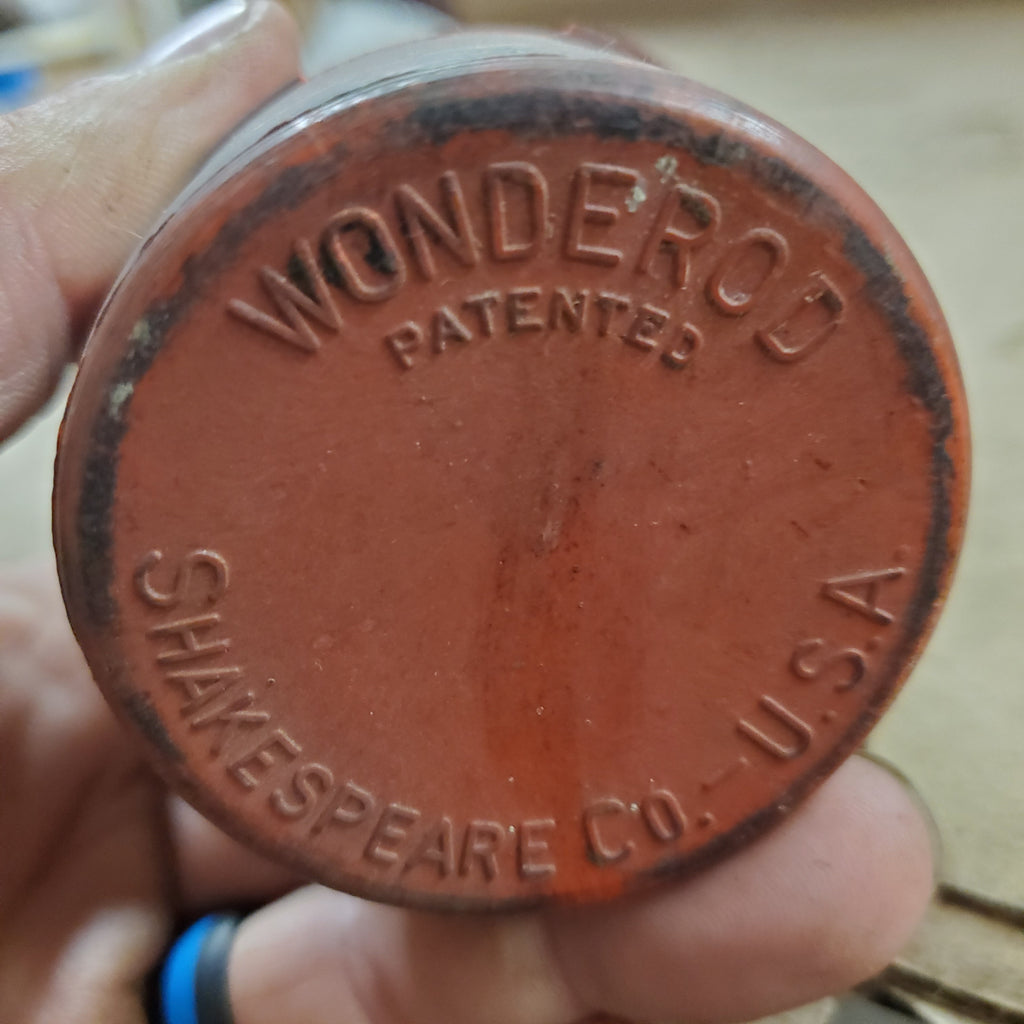 WONDEROD
PATENTED
SHAKESPEARE CO.-U.S.A.